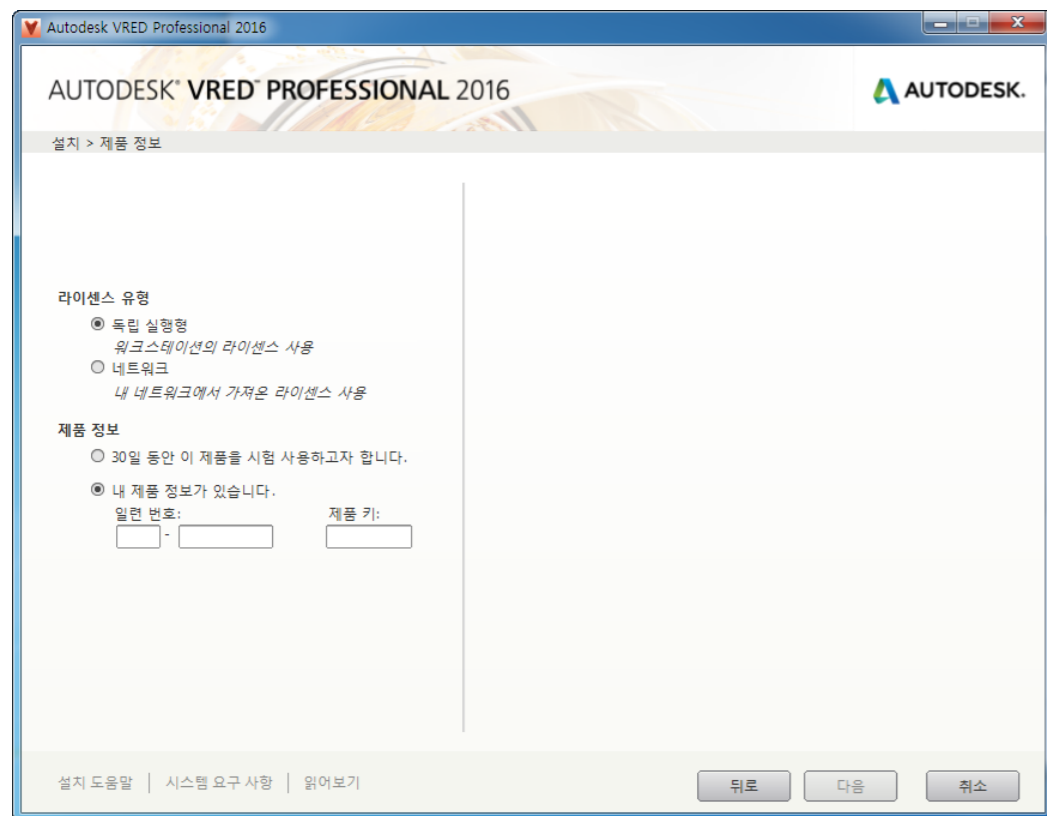 Autodesk VRED Professional 2016
AUTODESK® VRED™ PROFESSIONAL 2016
AUTODESK.
설치 > 제품 정보
라이센스 유형
독립 실행형
워크스테이션의 라이센스 사용
네트워크
내 네트워크에서 가져온 라이센스 사용
제품 정보
30일 동안 이 제품을 시험 사용하고자 합니다.
내 제품 정보가 있습니다.
일련 번호: 제품 키:
-
설치 도움말 | 시스템 요구 사항 | 읽어보기
뒤로 다음 취소